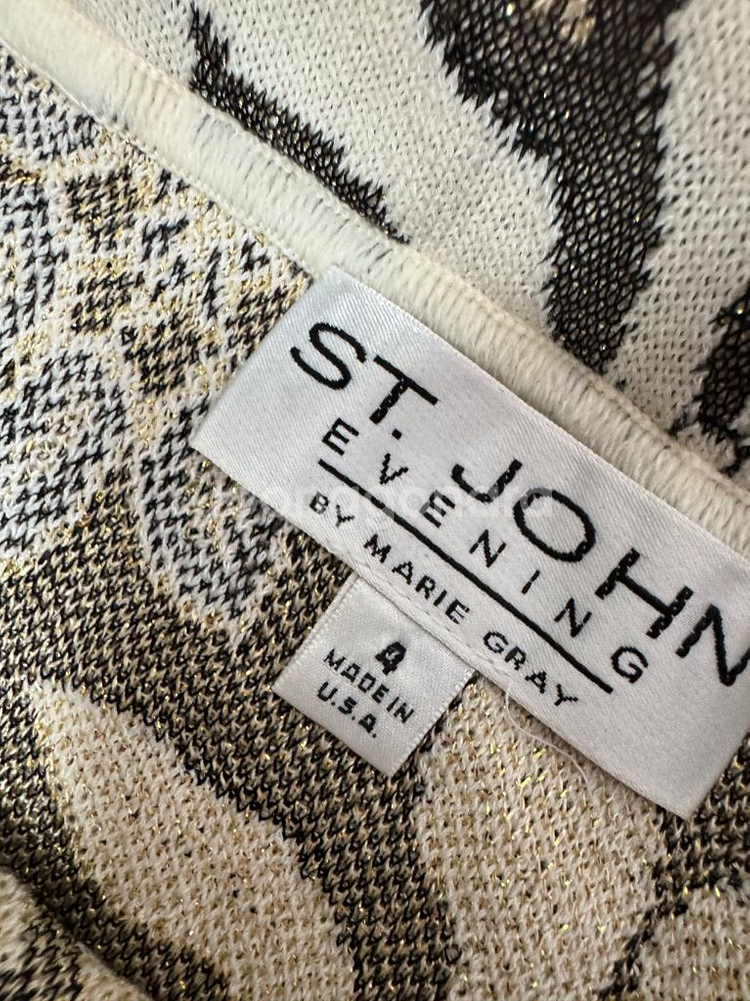 ST. JOHN
EVENING
BY MARIE GRAY
4
MADE IN
U.S.A.